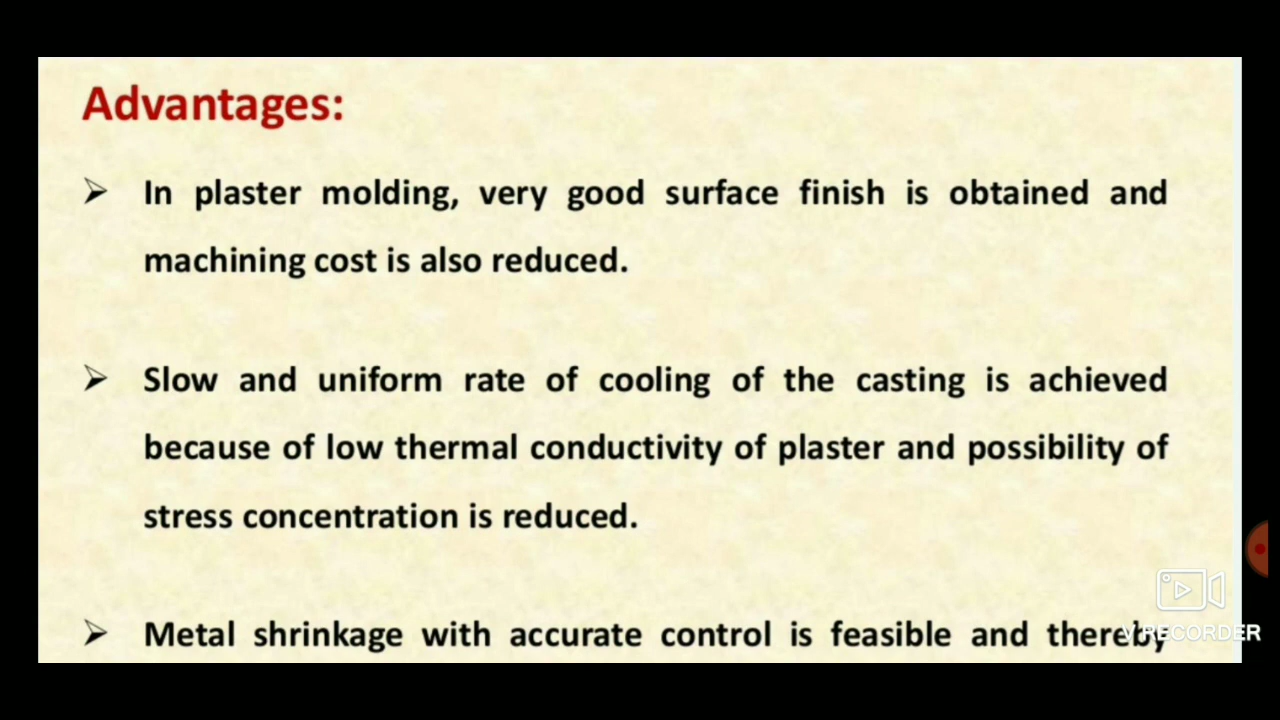 Advantages:
➢ In plaster molding, very good surface finish is obtained and
machining cost is also reduced.
➢ Slow and uniform rate of cooling of the casting is achieved
because of low thermal conductivity of plaster and possibility of
stress concentration is reduced.
➢ Metal shrinkage with accurate control is feasible and thereby
V RECORDER